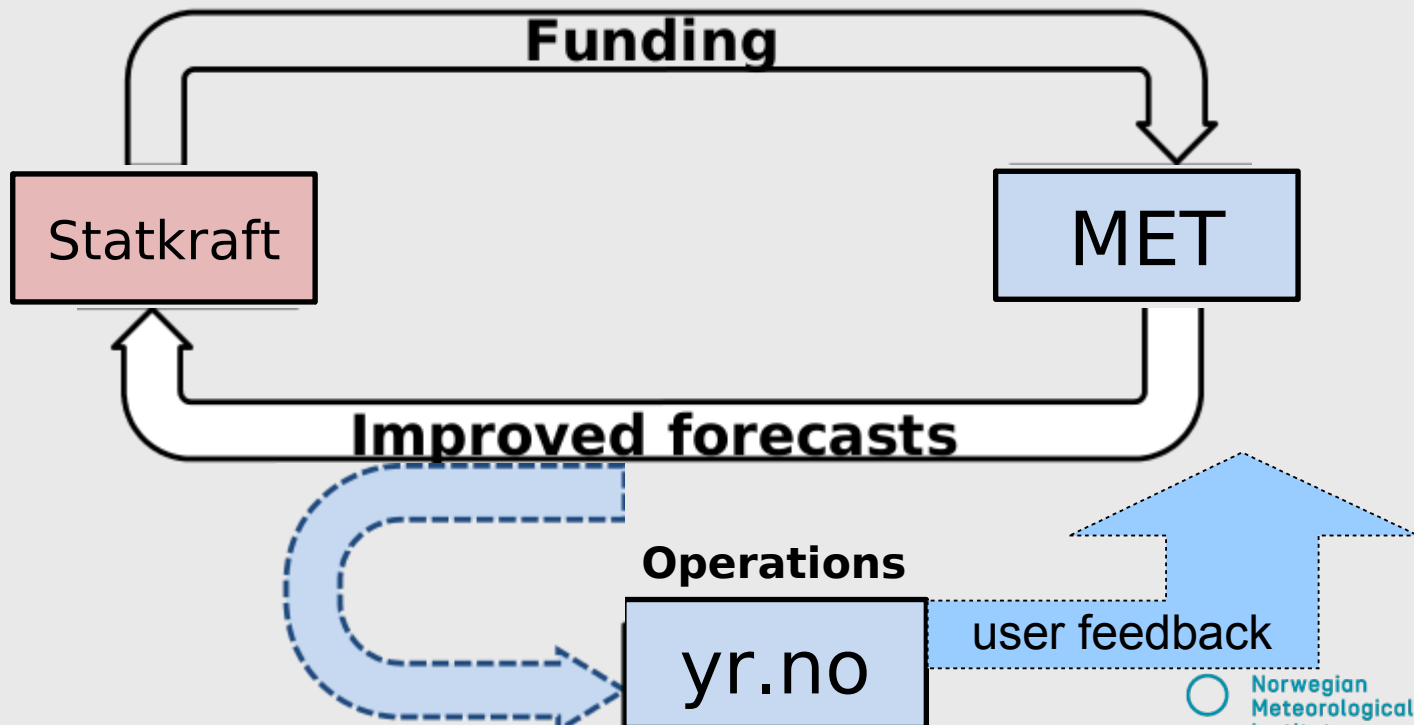 Funding
Statkraft
MET
Improved forecasts
Operations
yr.no
user feedback
Norwegian
Meteorological